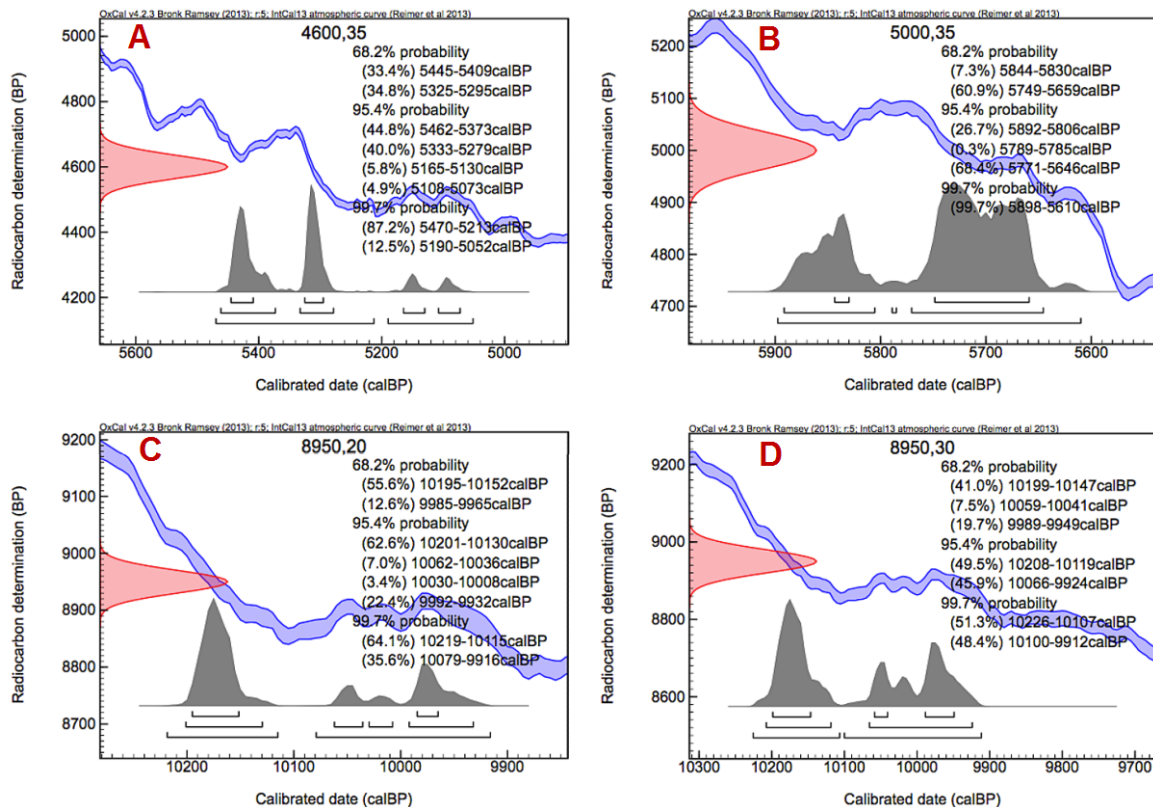 OxCal v4.2.3 Bronk Ramsey (2013); r:5; IntCal13 atmospheric curve (Reimer et al 2013)
A
4600,35
68.2% probability
(33.4%) 5445-5409calBP
(34.8%) 5325-5295calBP
95.4% probability
(44.8%) 5462-5373calBP
(40.0%) 5333-5279calBP
(5.8%) 5165-5130calBP
(4.9%) 5108-5073calBP
99.7% probability
(87.2%) 5470-5213calBP
(12.5%) 5190-5052calBP
Radiocarbon determination (BP)
5000
4800
4600
4400
4200
5600
5400
5200
5000
Calibrated date (calBP)
OxCal v4.2.3 Bronk Ramsey (2013); r:5; IntCal13 atmospheric curve (Reimer et al 2013)
B
5000,35
68.2% probability
(7.3%) 5844-5830calBP
(60.9%) 5749-5659calBP
95.4% probability
(26.7%) 5892-5806calBP
(0.3%) 5789-5785calBP
(68.4%) 5771-5646calBP
99.7% probability
(99.7%) 5898-5610calBP
Radiocarbon determination (BP)
5200
5100
5000
4900
4800
4700
5900
5800
5700
5600
Calibrated date (calBP)
OxCal v4.2.3 Bronk Ramsey (2013); r:5; IntCal13 atmospheric curve (Reimer et al 2013)
C
8950,20
68.2% probability
(55.6%) 10195-10152calBP
(12.6%) 9985-9965calBP
95.4% probability
(62.6%) 10201-10130calBP
(7.0%) 10062-10036calBP
(3.4%) 10030-10008calBP
(22.4%) 9992-9932calBP
99.7% probability
(64.1%) 10219-10115calBP
(35.6%) 10079-9916calBP
Radiocarbon determination (BP)
9200
9100
9000
8900
8800
8700
10200
10100
10000
9900
Calibrated date (calBP)
OxCal v4.2.3 Bronk Ramsey (2013); r:5; IntCal13 atmospheric curve (Reimer et al 2013)
D
8950,30
68.2% probability
(41.0%) 10199-10147calBP
(7.5%) 10059-10041calBP
(19.7%) 9989-9949calBP
95.4% probability
(49.5%) 10208-10119calBP
(45.9%) 10066-9924calBP
99.7% probability
(51.3%) 10226-10107calBP
(48.4%) 10100-9912calBP
Radiocarbon determination (BP)
9200
9000
8800
8600
10300
10200
10100
10000
9900
9800
9700
Calibrated date (calBP)